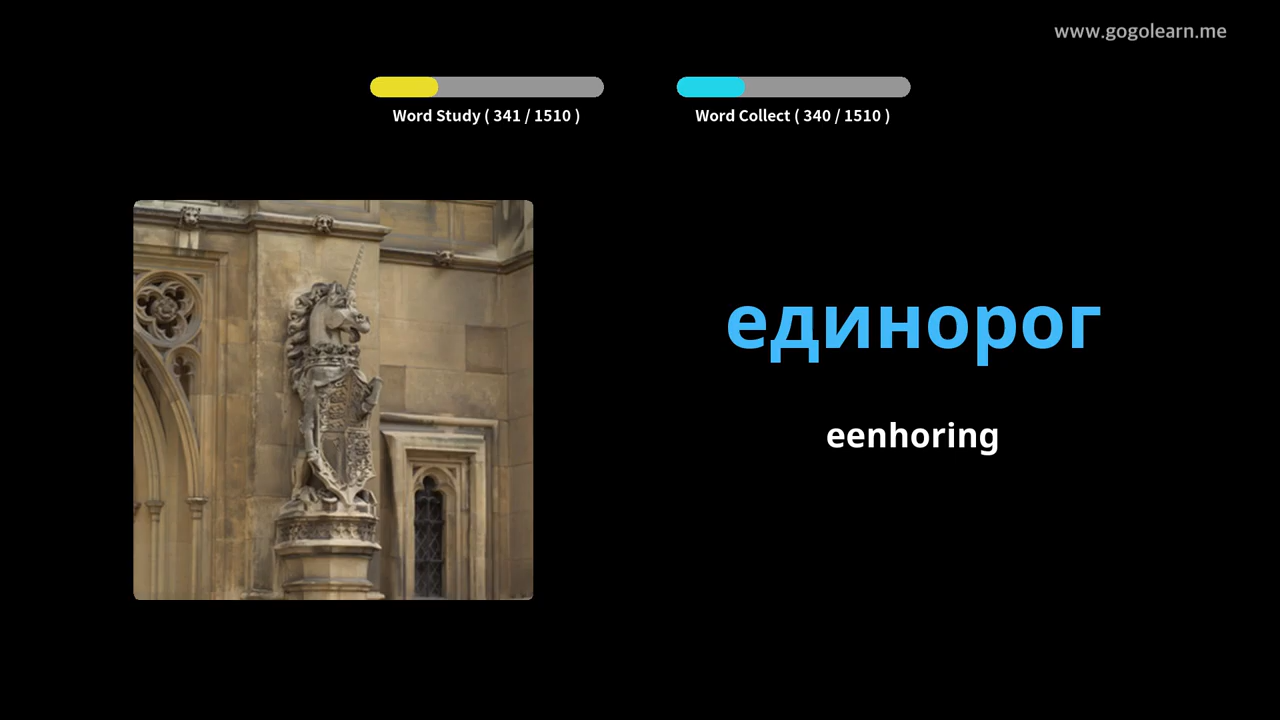 www.gogolearn.me
Word Study ( 341 / 1510 )
Word Collect ( 340 / 1510 )
единорог
eenhoring